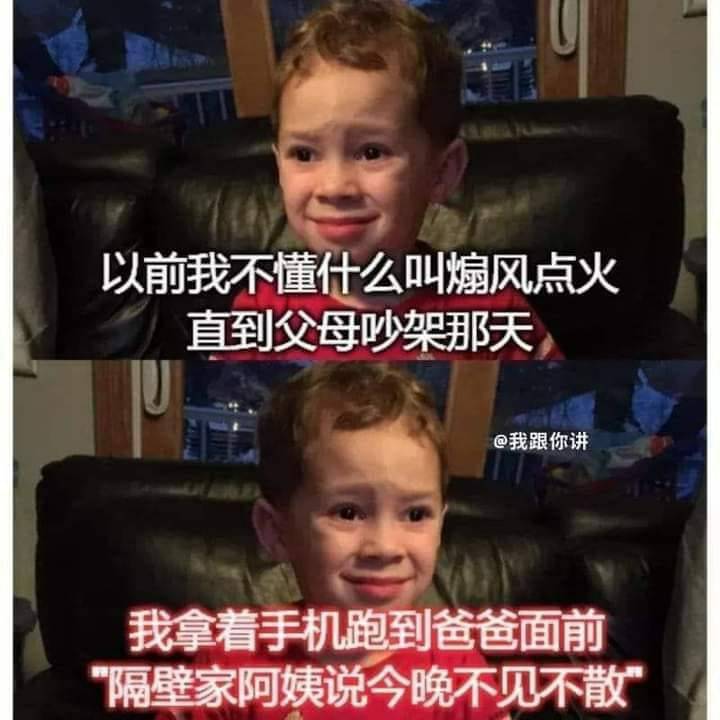 以前我不懂什么叫煽风点火
直到父母吵架那天
@我跟你讲
我拿着手机跑到爸爸面前
"隔壁家阿姨说今晚不见不散"